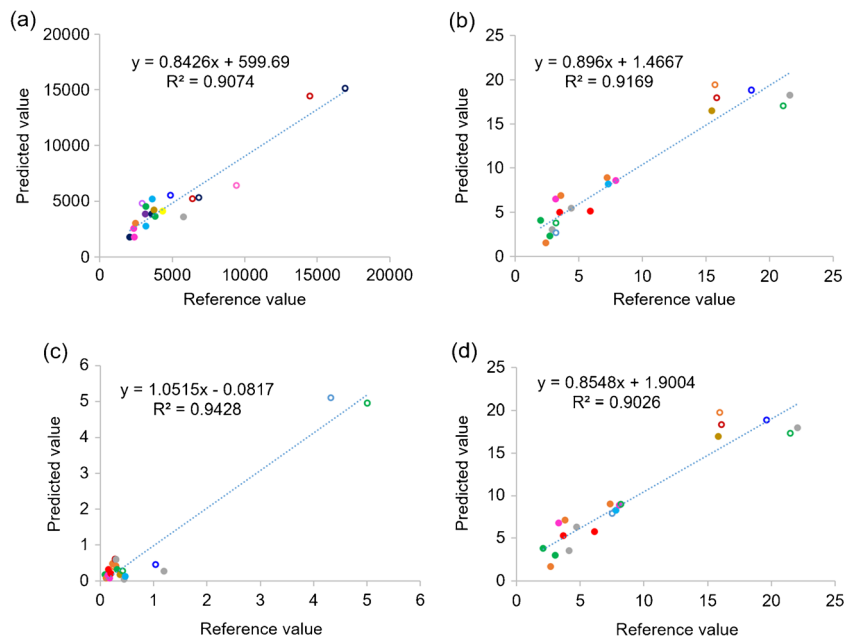 (a)
20000
15000
10000
5000
0
Predicted value
y = 0.8426x + 599.69
R² = 0.9074
0 5000 10000 15000 20000
Reference value
(b)
25
20
15
10
5
0
Predicted value
y = 0.896x + 1.4667
R² = 0.9169
0 5 10 15 20 25
Reference value
(c)
6
5
4
3
2
1
0
Predicted value
y = 1.0515x - 0.0817
R² = 0.9428
0 1 2 3 4 5 6
Reference value
(d)
25
20
15
10
5
0
Predicted value
y = 0.8548x + 1.9004
R² = 0.9026
0 5 10 15 20 25
Reference value